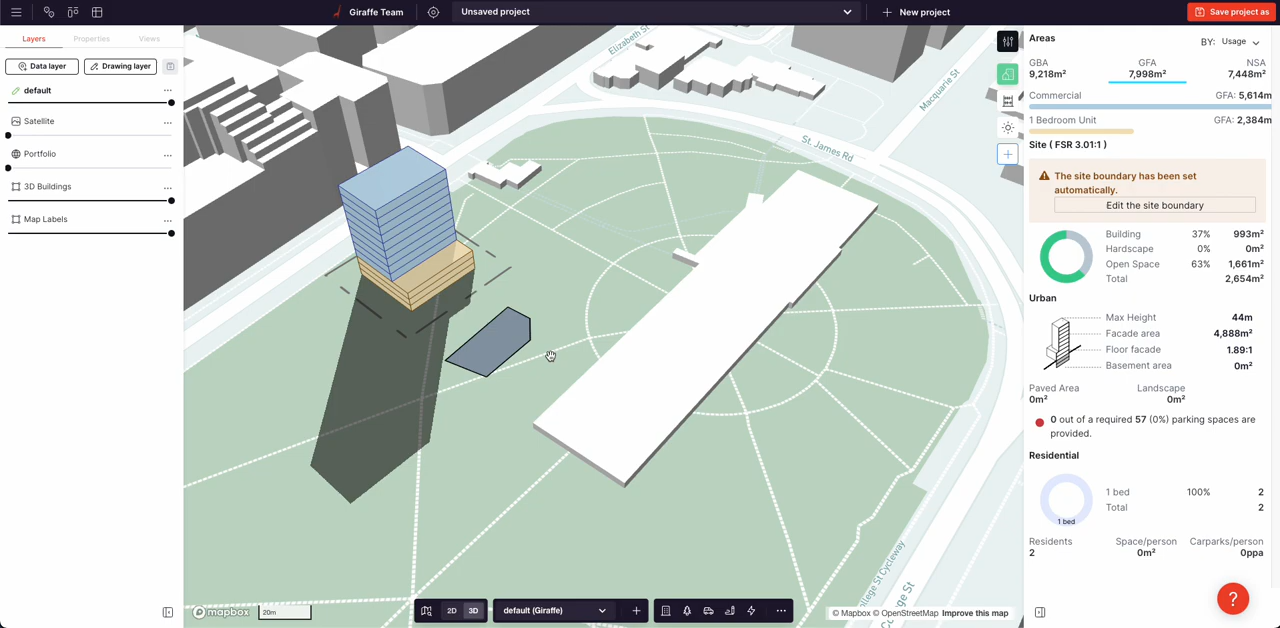 Giraffe Team
Unsaved project
New project
Save project as
Layers
Properties
Views
Data layer
Drawing layer
default
Satellite
Portfolio
3D Buildings
Map Labels
Elizabeth St
Macquarie St
St. James Rd
College St Cycleway
College St
mapbox
20m
2D
3D
default (Giraffe)
© Mapbox © OpenStreetMap Improve this map
Areas
BY: Usage
GBA GFA NSA
9,218m² 7,998m² 7,448m²
Commercial GFA: 5,614m
1 Bedroom Unit GFA: 2,384m
Site ( FSR 3.01:1 )
The site boundary has been set
automatically.
Edit the site boundary
Building 37% 993m²
Hardscape 0% 0m²
Open Space 63% 1,661m²
Total 2,654m²
Urban
Max Height 44m
Facade area 4,888m²
Floor facade 1.89:1
Basement area 0m²
Paved Area Landscape
0m² 0m²
0 out of a required 57 (0%) parking spaces are
provided.
Residential
1 bed 100% 2
Total 2
1 bed
Residents Space/person Carparks/person
2 0m² 0ppa
?